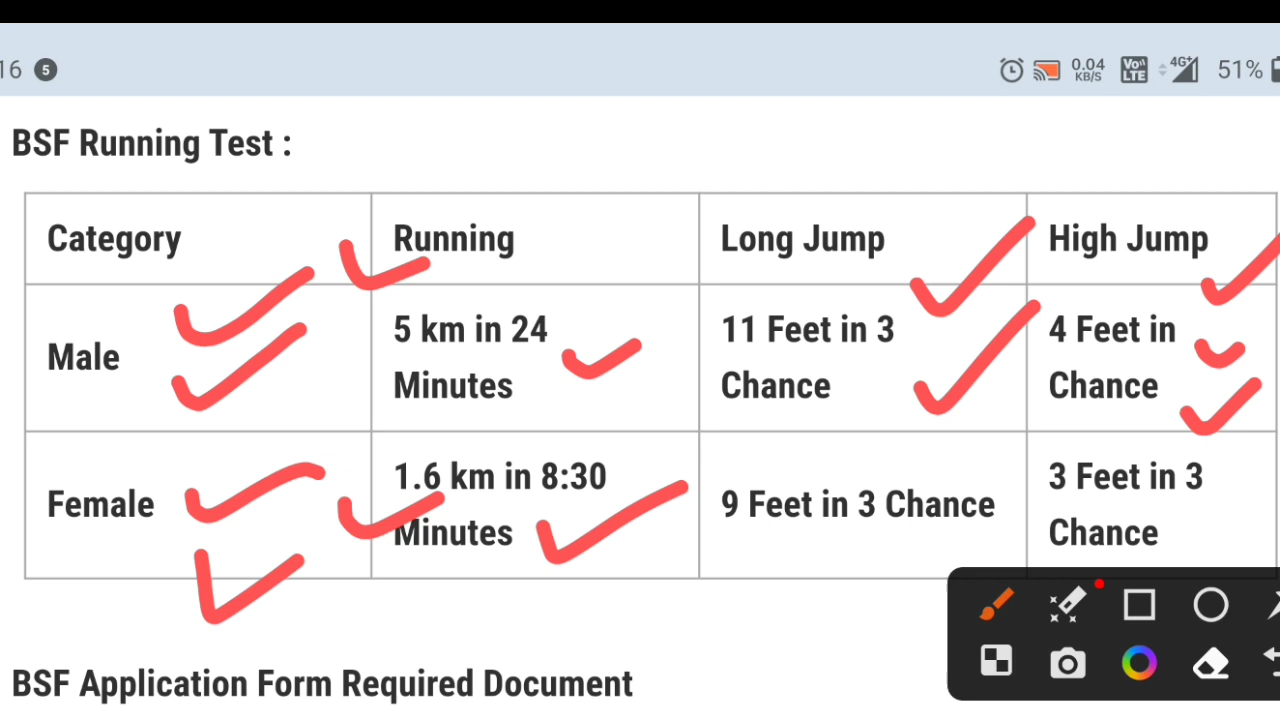 16 5 0.04 KB/S Vo)) LTE 4G+ 51%
BSF Running Test :
Category Running Long Jump High Jump
Male 5 km in 24 Minutes 11 Feet in 3 Chance 4 Feet in Chance
Female 1.6 km in 8:30 Minutes 9 Feet in 3 Chance 3 Feet in 3 Chance
BSF Application Form Required Document